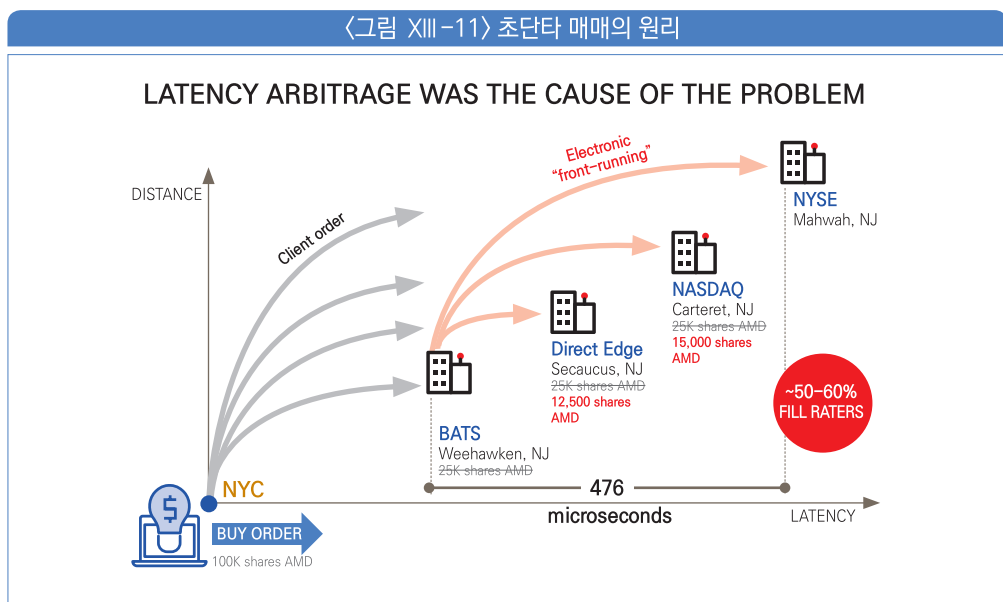 〈그림 XⅢ-11〉 초단타 매매의 원리
LATENCY ARBITRAGE WAS THE CAUSE OF THE PROBLEM
DISTANCE
Client order
Electronic
“front-running”
NYSE
Mahwah, NJ
NASDAQ
Carteret, NJ
25K shares AMD
15,000 shares
AMD
Direct Edge
Secaucus, NJ
25K shares AMD
12,500 shares
AMD
~50-60%
FILL RATERS
BATS
Weehawken, NJ
25K shares AMD
476
microseconds
LATENCY
NYC
$
BUY ORDER
100K shares AMD